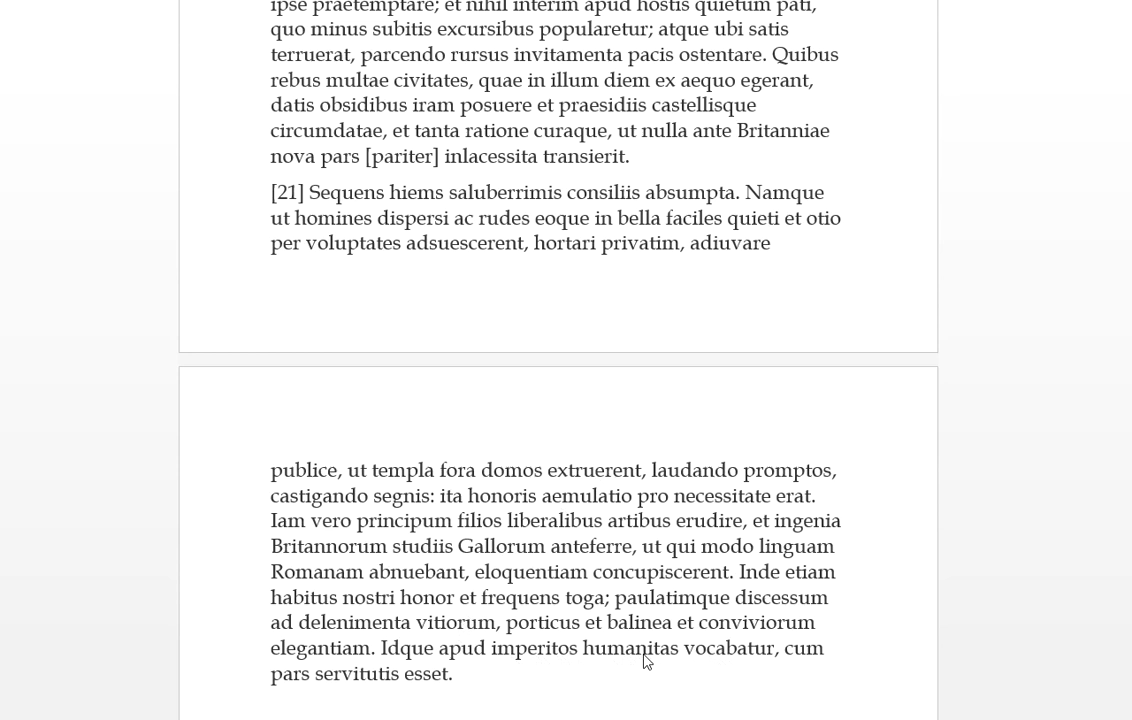 ipse praetemptare; et nihil interim apud hostis quietum pati,
quo minus subitis excursibus popularetur; atque ubi satis
terruerat, parcendo rursus invitamenta pacis ostentare. Quibus
rebus multae civitates, quae in illum diem ex aequo egerant,
datis obsidibus iram posuere et praesidiis castellisque
circumdatae, et tanta ratione curaque, ut nulla ante Britanniae
nova pars [pariter] inlacessita transierit.
[21] Sequens hiems saluberrimis consiliis absumpta. Namque
ut homines dispersi ac rudes eoque in bella faciles quieti et otio
per voluptates adsuescerent, hortari privatim, adiuvare
publice, ut templa fora domos extruerent, laudando promptos,
castigando segnis: ita honoris aemulatio pro necessitate erat.
Iam vero principum filios liberalibus artibus erudire, et ingenia
Britannorum studiis Gallorum anteferre, ut qui modo linguam
Romanam abnuebant, eloquentiam concupiscerent. Inde etiam
habitus nostri honor et frequens toga; paulatimque discessum
ad delenimenta vitiorum, porticus et balinea et conviviorum
elegantiam. Idque apud imperitos humanitas vocabatur, cum
pars servitutis esset.